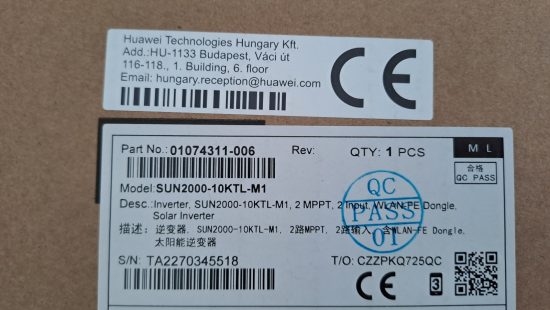 Huawei Technologies Hungary Kft.
Add.:HU-1133 Budapest, Váci út
116-118., 1. Building, 6. floor
Email: hungary.reception@huawei.com
CE
Part No.: 01074311-006 Rev: QTY: 1 PCS
M L
合格
QC PASS
Model: SUN2000-10KTL-M1
Desc.: Inverter, SUN2000-10KTL-M1, 2 MPPT, 2 Input, WLAN-FE Dongle,
Solar Inverter
描述: 逆变器, SUN2000-10KTL-M1, 2路MPPT, 2路输入, 含WLAN-FE Dongle,
太阳能逆变器
QC
PASS
01
S/N: TA2270345518 T/O: CZZPKQ725QC
CE
3